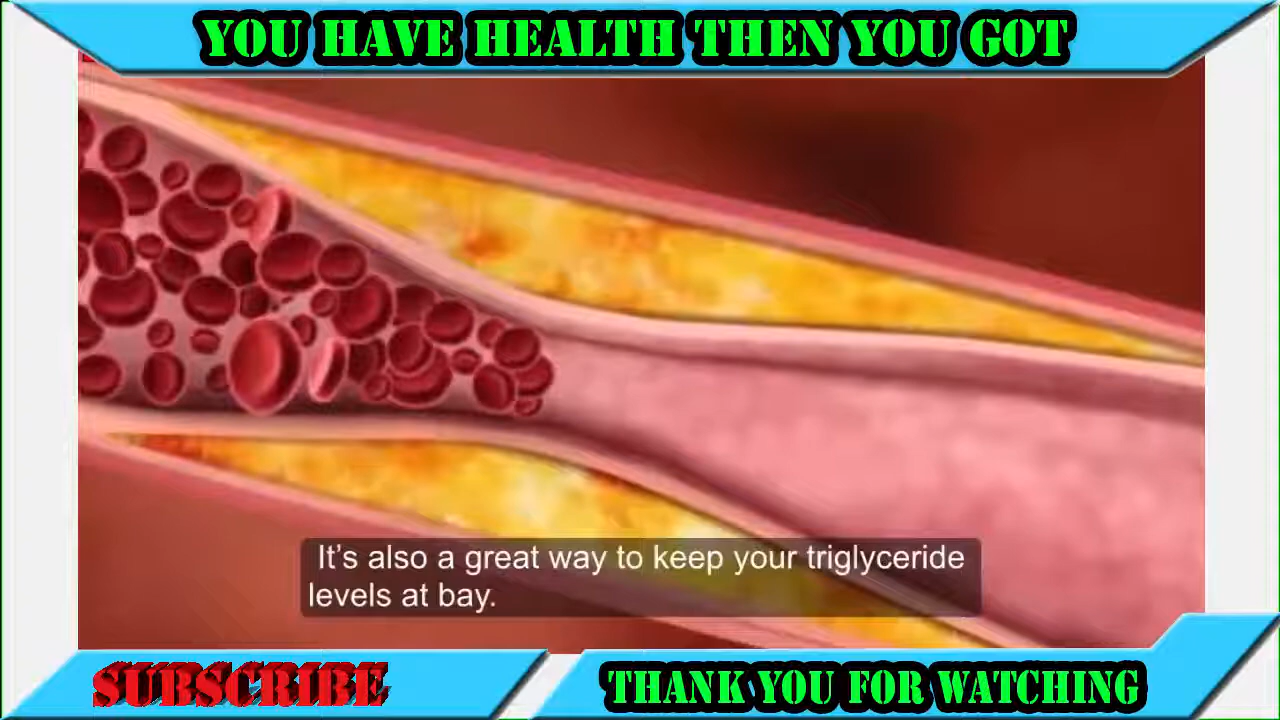 YOU HAVE HEALTH THEN YOU GOT
It's also a great way to keep your triglyceride
levels at bay.
SUBSCRIBE
THANK YOU FOR WATCHING